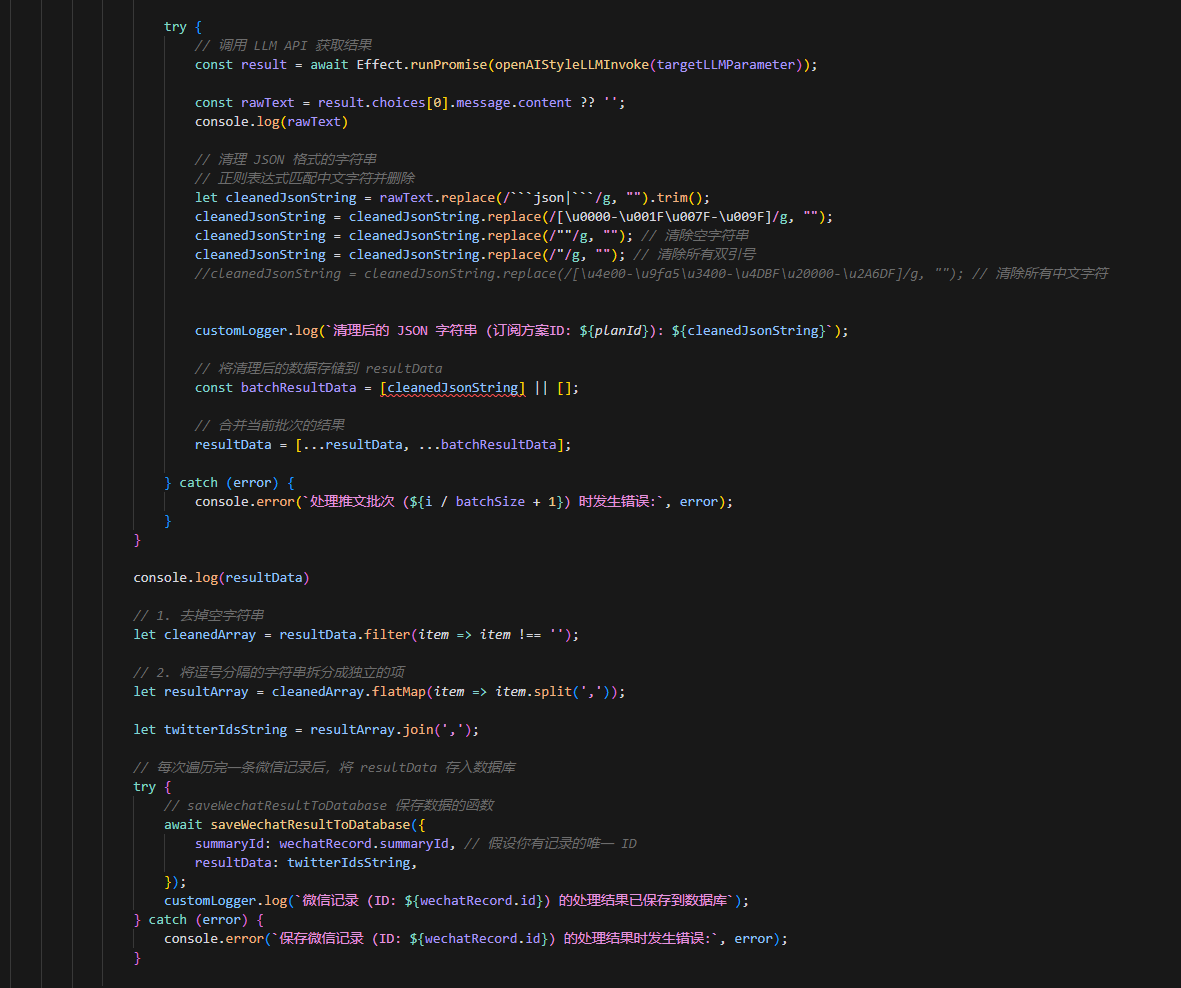 try {
// 调用 LLM API 获取结果
const result = await Effect.runPromise(openAIStyleLLMInvoke(targetLLMParameter));
const rawText = result.choices[0].message.content ?? '';
console.log(rawText)
// 清理 JSON 格式的字符串
// 正则表达式匹配中文字符并删除
let cleanedJsonString = rawText.replace(/```json|```/g, "").trim();
cleanedJsonString = cleanedJsonString.replace(/[\u0000-\u001F\u007F-\u009F]/g, "");
cleanedJsonString = cleanedJsonString.replace(/""/g, ""); // 清除空字符串
cleanedJsonString = cleanedJsonString.replace(/"/g, ""); // 清除所有双引号
//cleanedJsonString = cleanedJsonString.replace(/[\u4e00-\u9fa5\u3400-\u4DBF\u20000-\u2A6DF]/g, ""); // 清除所有中文字符
customLogger.log(`清理后的 JSON 字符串 (订阅方案ID: ${planId}): ${cleanedJsonString}`);
// 将清理后的数据存储到 resultData
const batchResultData = [cleanedJsonString] || [];
// 合并当前批次的结果
resultData = [...resultData, ...batchResultData];
} catch (error) {
console.error(`处理推文批次 (${i / batchSize + 1}) 时发生错误:`, error);
}
}
console.log(resultData)
// 1. 去掉空字符串
let cleanedArray = resultData.filter(item => item !== '');
// 2. 将逗号分隔的字符串拆分成独立的项
let resultArray = cleanedArray.flatMap(item => item.split(','));
let twitterIdsString = resultArray.join(',');
// 每次遍历完一条微信记录后，将 resultData 存入数据库
try {
// saveWechatResultToDatabase 保存数据的函数
await saveWechatResultToDatabase({
summaryId: wechatRecord.summaryId, // 假设你有记录的唯一 ID
resultData: twitterIdsString,
});
customLogger.log(`微信记录 (ID: ${wechatRecord.id}) 的处理结果已保存到数据库`);
} catch (error) {
console.error(`保存微信记录 (ID: ${wechatRecord.id}) 的处理结果时发生错误:`, error);
}